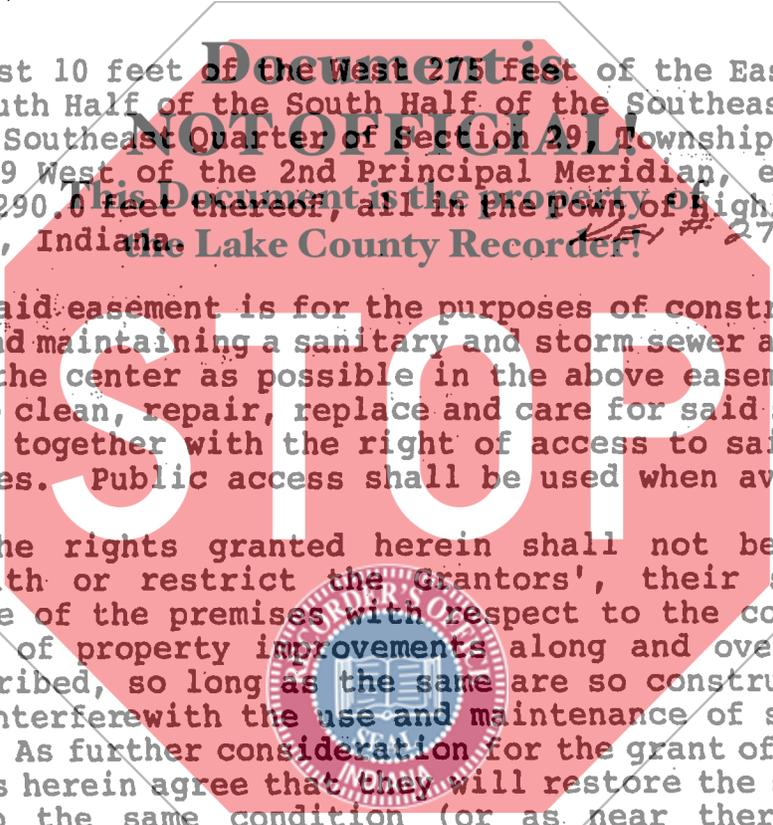 Document is
NOT OFFICIAL!
This Document is the property of
the Lake County Recorder!
STOP
RECORDER'S OFFICE
SEAL
INDIANA
st 10 feet of the West 275 feet of the Eas
uth Half of the South Half of the Southeas
Southeast Quarter of Section 29, Township
9 West of the 2nd Principal Meridian, e
290.0 feet thereof, all in the Town of High
, Indiana.
Key # 27
aid easement is for the purposes of constr
d maintaining a sanitary and storm sewer a
he center as possible in the above easem
clean, repair, replace and care for said
together with the right of access to sai
es. Public access shall be used when av
he rights granted herein shall not be
th or restrict the Grantors', their s
e of the premises with respect to the co
of property improvements along and ove
ribed, so long as the same are so constru
nterferewith the use and maintenance of s
As further consideration for the grant of
s herein agree that they will restore the
o the same condition (or as near ther